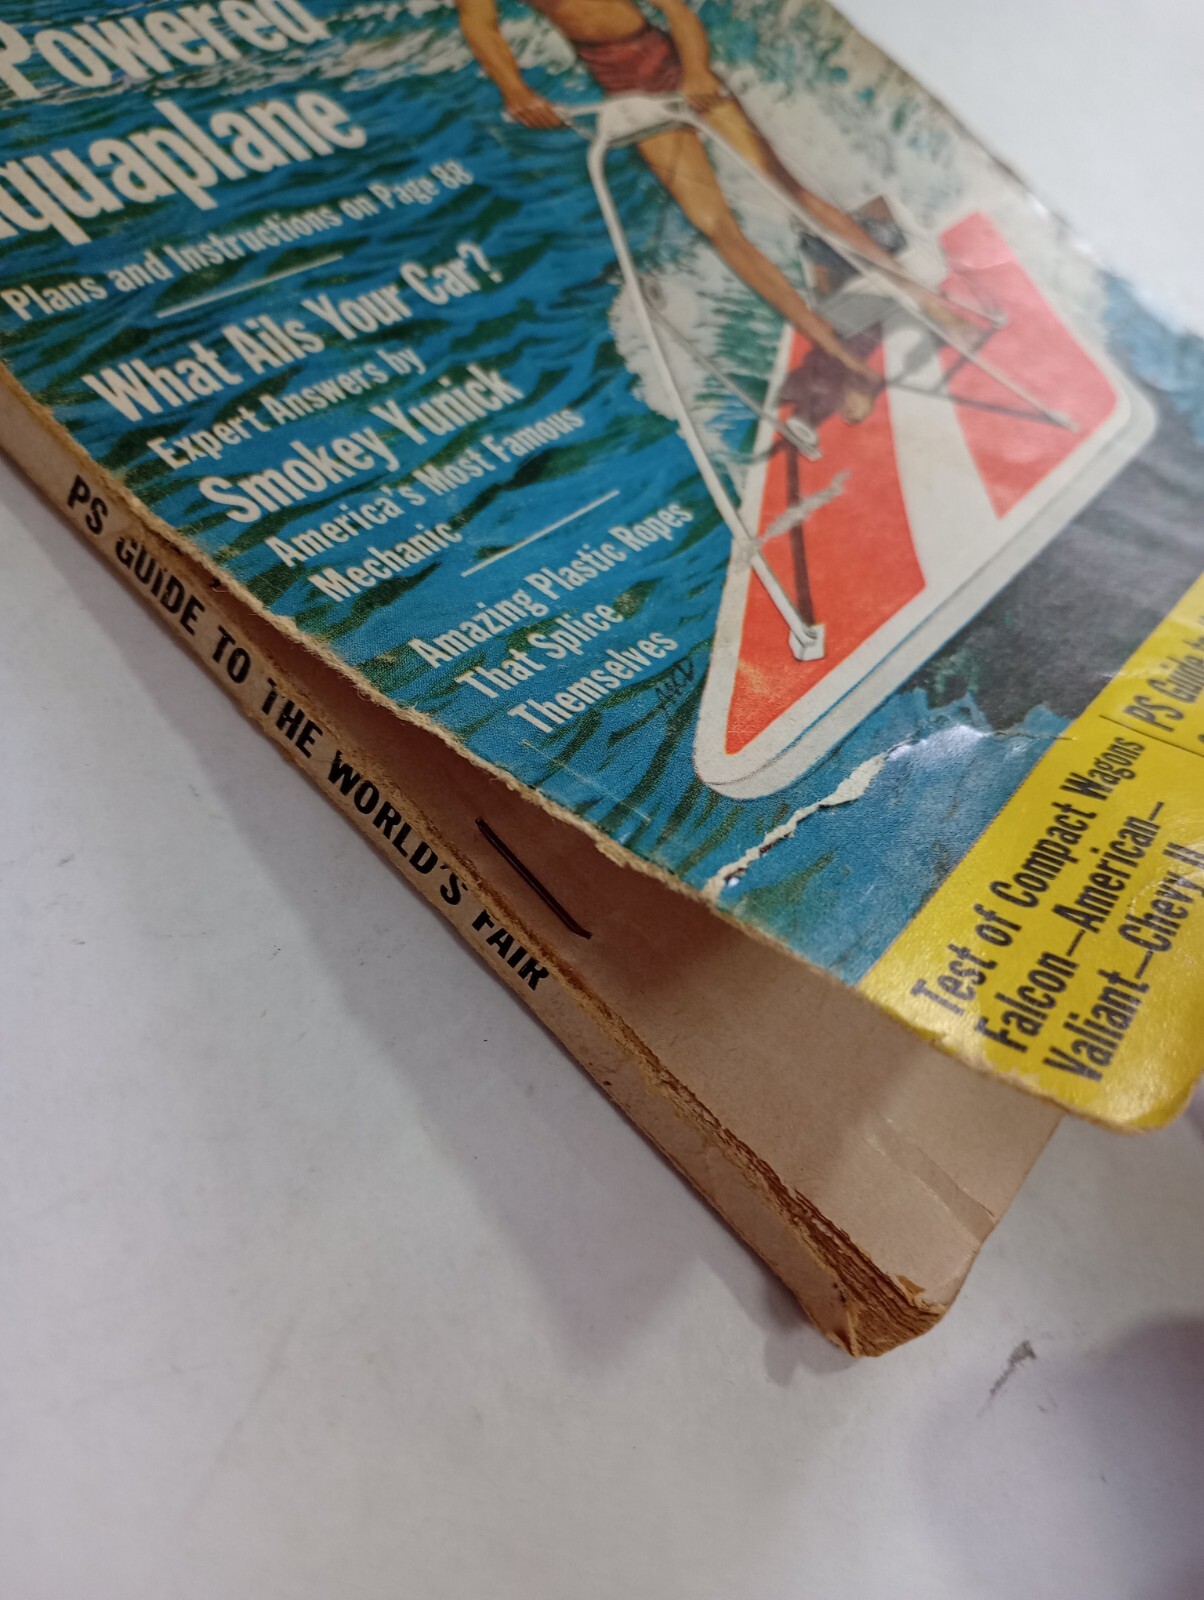 Powered
quaplane
Plans and Instructions on Page 88
What Ails Your Car?
Expert Answers by
Smokey Yunick
America's Most Famous
Mechanic
Amazing Plastic Ropes
That Splice
Themselves
Test of Compact Wagons
Falcon—American—
Valiant—Chevy II
PS Guide
PS GUIDE TO THE WORLD'S FAIR